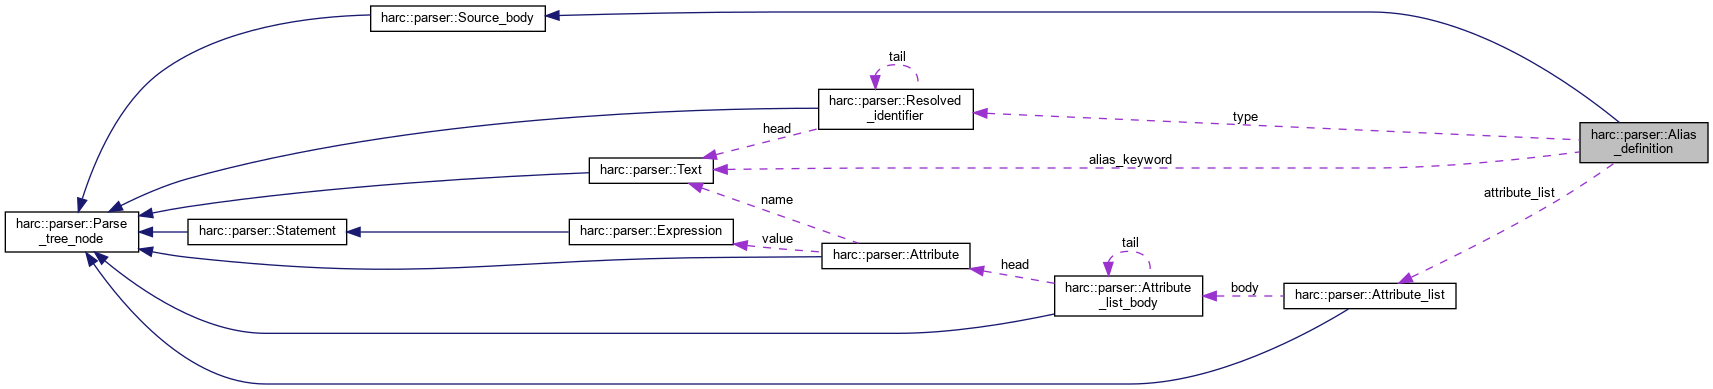 harc::parser::Source_body
tail
harc::parser::Resolved
_identifier
type
harc::parser::Alias
_definition
head
alias_keyword
harc::parser::Text
attribute_list
name
harc::parser::Parse
_tree_node
harc::parser::Statement
harc::parser::Expression
value
tail
harc::parser::Attribute
head
harc::parser::Attribute
_list_body
body
harc::parser::Attribute_list